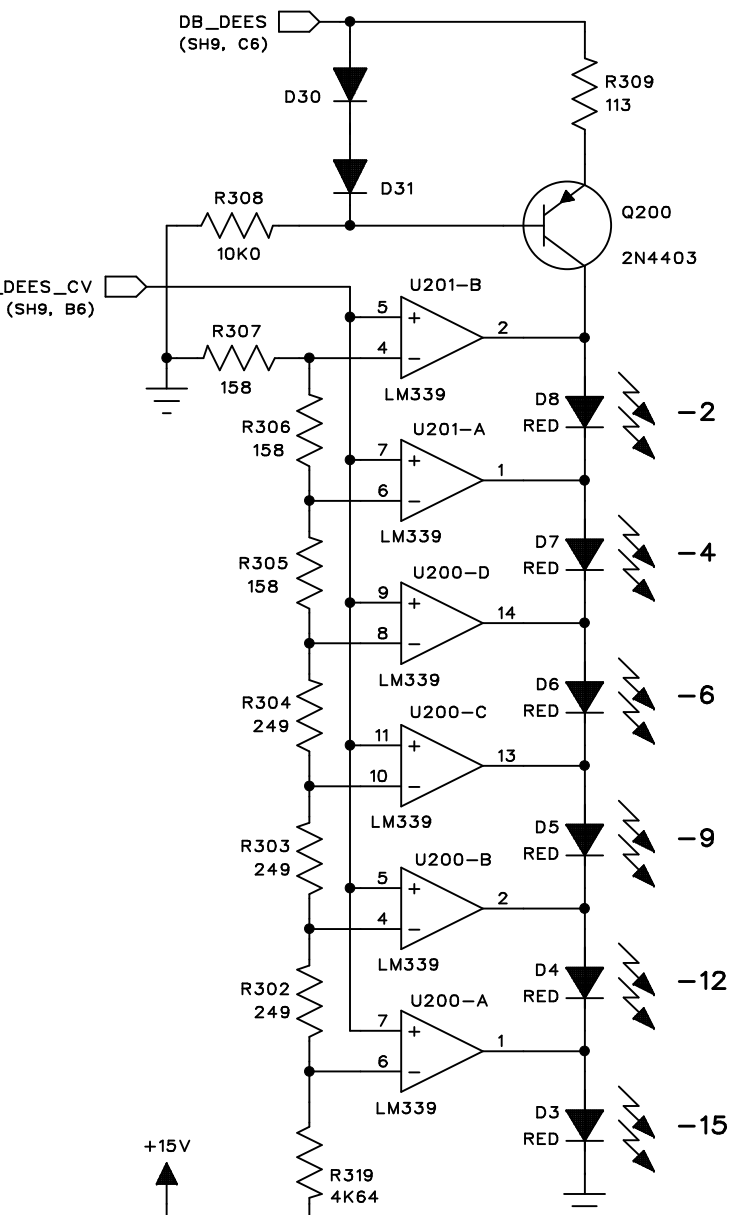 DB_DEES
(SH9, C6)
D30
R309
113
D31
R308
10K0
Q200
2N4403
_DEES_CV
(SH9, B6)
U201-B
5
+
2
R307
4
-
158
LM339
D8
RED
-2
R306
158
U201-A
7
+
1
6
-
LM339
D7
RED
-4
R305
158
U200-D
9
+
14
8
-
LM339
D6
RED
-6
R304
249
U200-C
11
+
13
10
-
LM339
D5
RED
-9
R303
249
U200-B
5
+
2
4
-
LM339
D4
RED
-12
R302
249
U200-A
7
+
1
6
-
LM339
D3
RED
-15
+15V
R319
4K64